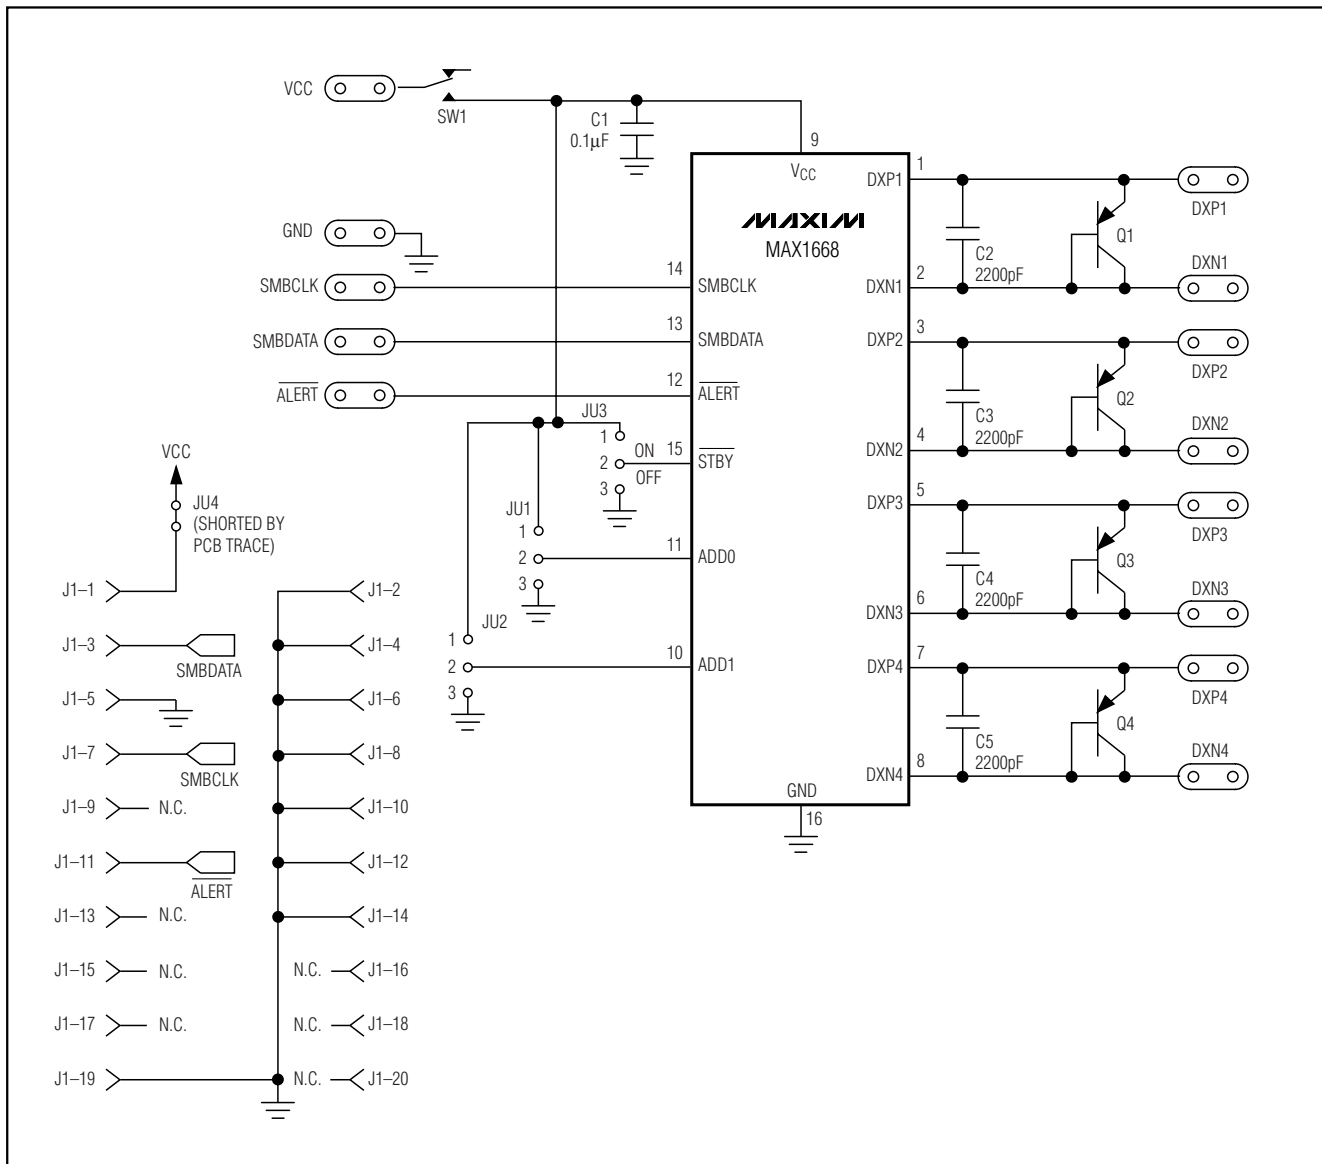 VCC
SW1
C1
0.1µF
9
VCC
MAXIM
MAX1668
GND
SMBCLK
14
SMBCLK
SMBDATA
13
SMBDATA
ALERT
12
ALERT
JU3
1
ON
2
OFF
3
15
STBY
JU1
1
2
3
11
ADD0
JU2
1
2
3
10
ADD1
GND
16
DXP1
1
C2
2200pF
Q1
DXP1
DXN1
2
DXN1
DXP2
3
C3
2200pF
Q2
DXP2
DXN2
4
DXN2
DXP3
5
C4
2200pF
Q3
DXP3
DXN3
6
DXN3
DXP4
7
C5
2200pF
Q4
DXP4
DXN4
8
DXN4
VCC
JU4
(SHORTED BY
PCB TRACE)
J1–1
J1–2
J1–3
SMBDATA
J1–4
J1–5
J1–6
J1–7
SMBCLK
J1–8
J1–9 N.C.
J1–10
J1–11
ALERT
J1–12
J1–13 N.C.
J1–14
J1–15 N.C.
N.C. J1–16
J1–17 N.C.
N.C. J1–18
J1–19
N.C. J1–20